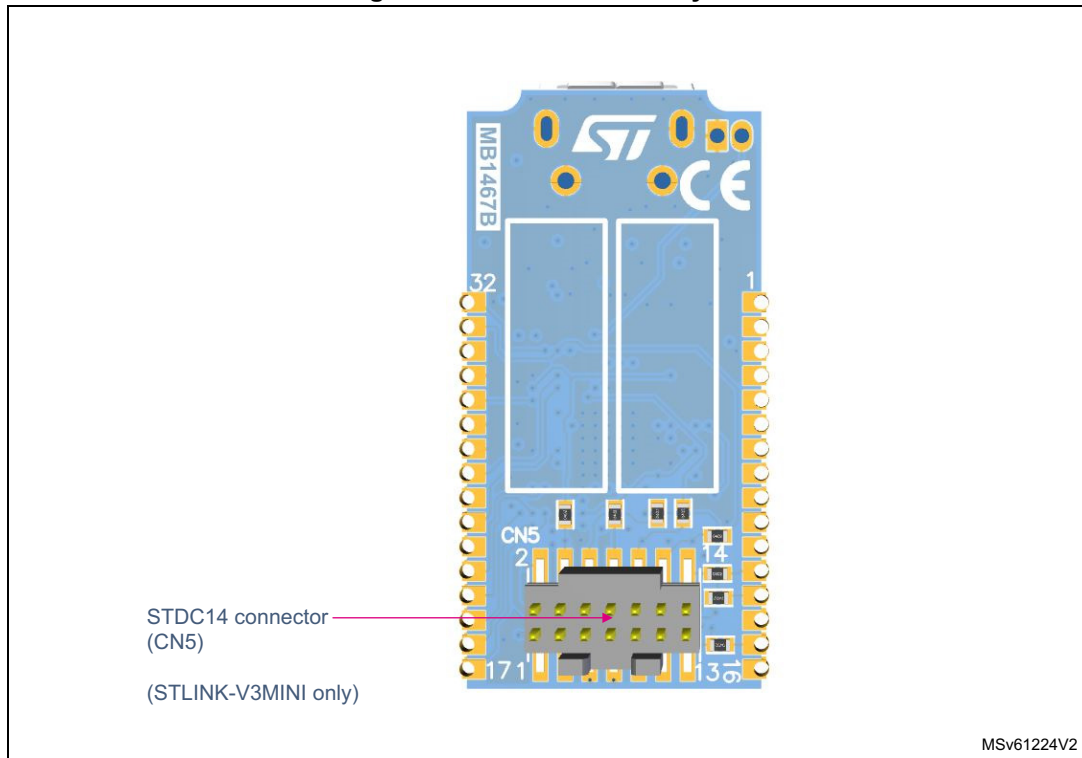 ST
MB1467B
CE
32
1
CN5
2
14
STDC14 connector
(CN5)
17
1
13
16
(STLINK-V3MINI only)
MSv61224V2